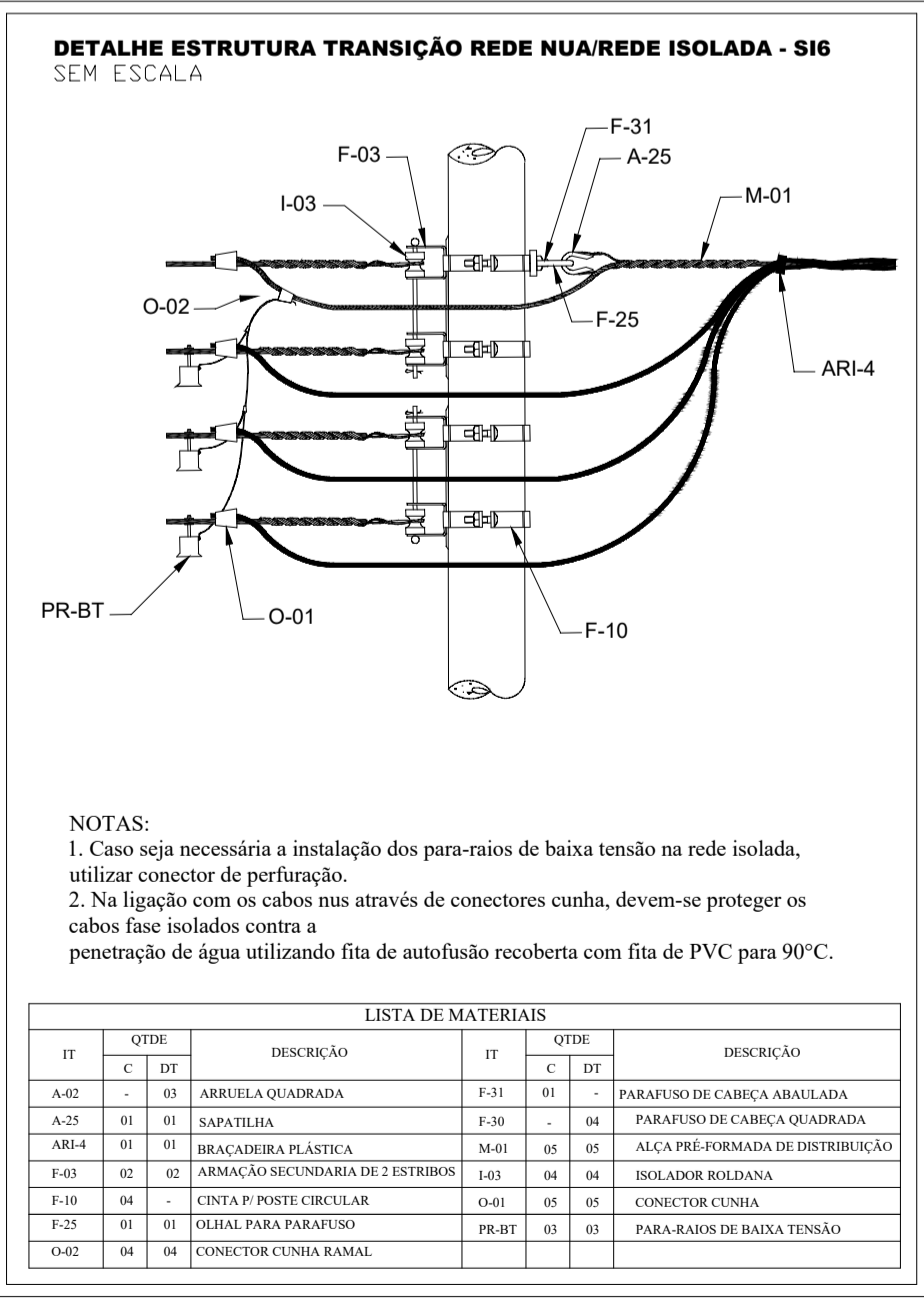 DETALHE ESTRUTURA TRANSIÇÃO REDE NUA/REDE ISOLADA - SI6
SEM ESCALA
F-31
F-03
A-25
I-03
M-01
O-02
F-25
ARI-4
PR-BT
O-01
F-10
NOTAS:
1. Caso seja necessária a instalação dos para-raios de baixa tensão na rede isolada,
utilizar conector de perfuração.
2. Na ligação com os cabos nus através de conectores cunha, devem-se proteger os
cabos fase isolados contra a
penetração de água utilizando fita de autofusão recoberta com fita de PVC para 90°C.
LISTA DE MATERIAIS
IT QTDE DESCRIÇÃO IT QTDE DESCRIÇÃO
C DT C DT
A-02 - 03 ARRUELA QUADRADA F-31 01 - PARAFUSO DE CABEÇA ABAULADA
A-25 01 01 SAPATILHA F-30 - 04 PARAFUSO DE CABEÇA QUADRADA
ARI-4 01 01 BRAÇADEIRA PLÁSTICA M-01 05 05 ALÇA PRÉ-FORMADA DE DISTRIBUIÇÃO
F-03 02 02 ARMAÇÃO SECUNDARIA DE 2 ESTRIBOS I-03 04 04 ISOLADOR ROLDANA
F-10 04 - CINTA P/ POSTE CIRCULAR O-01 05 05 CONECTOR CUNHA
F-25 01 01 OLHAL PARA PARAFUSO PR-BT 03 03 PARA-RAIOS DE BAIXA TENSÃO
O-02 04 04 CONECTOR CUNHA RAMAL